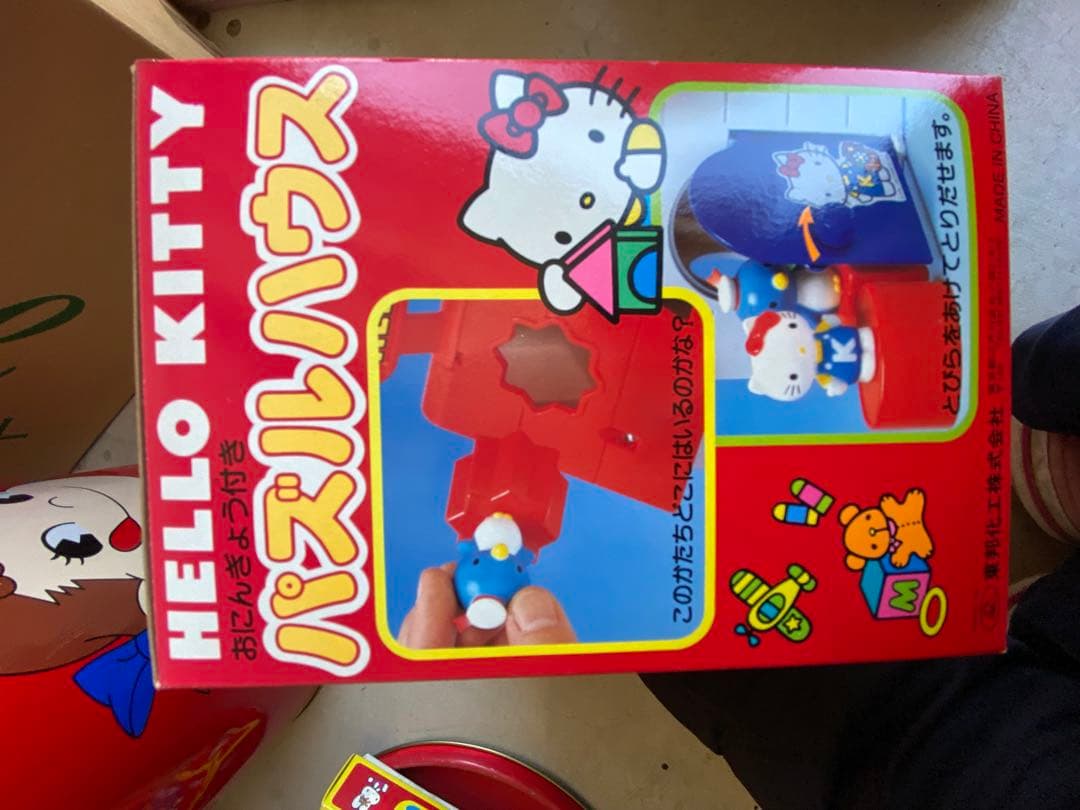 HELLO KITTY
おにんぎょう付き
パズルハウス
このかたちどこにはいるのかな?
とびらをあけてとりだせます。
K
K
M
東邦化工株式会社
MADE IN CHINA